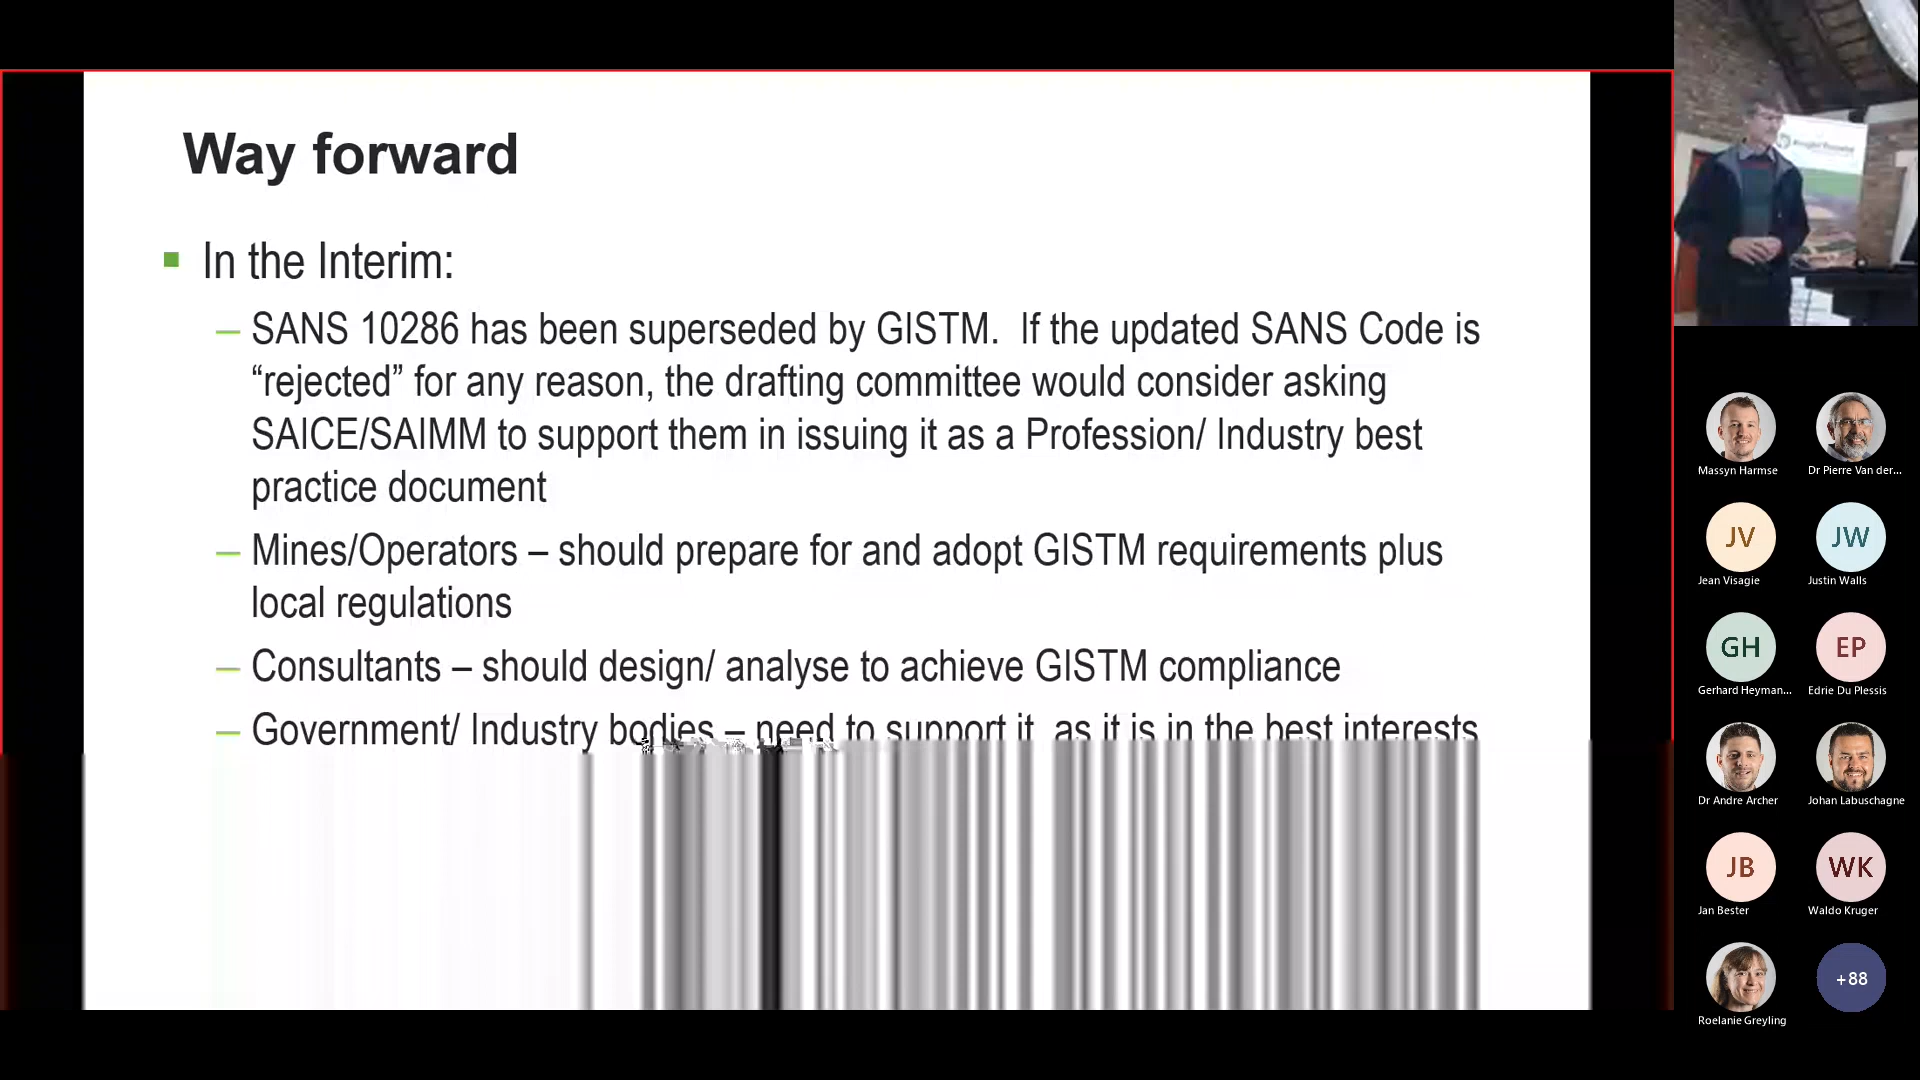 Way forward
In the Interim:
– SANS 10286 has been superseded by GISTM. If the updated SANS Code is
“rejected” for any reason, the drafting committee would consider asking
SAICE/SAIMM to support them in issuing it as a Profession/ Industry best
practice document
– Mines/Operators – should prepare for and adopt GISTM requirements plus
local regulations
– Consultants – should design/ analyse to achieve GISTM compliance
– Government/ Industry bodies – need to support it as it is in the best interests
Massyn Harmse
Dr Pierre Van der...
JV
JW
Jean Visagie
Justin Walls
GH
EP
Gerhard Heyman...
Edrie Du Plessis
Dr Andre Archer
Johan Labuschagne
JB
WK
Jan Bester
Waldo Kruger
+88
Roelanie Greyling